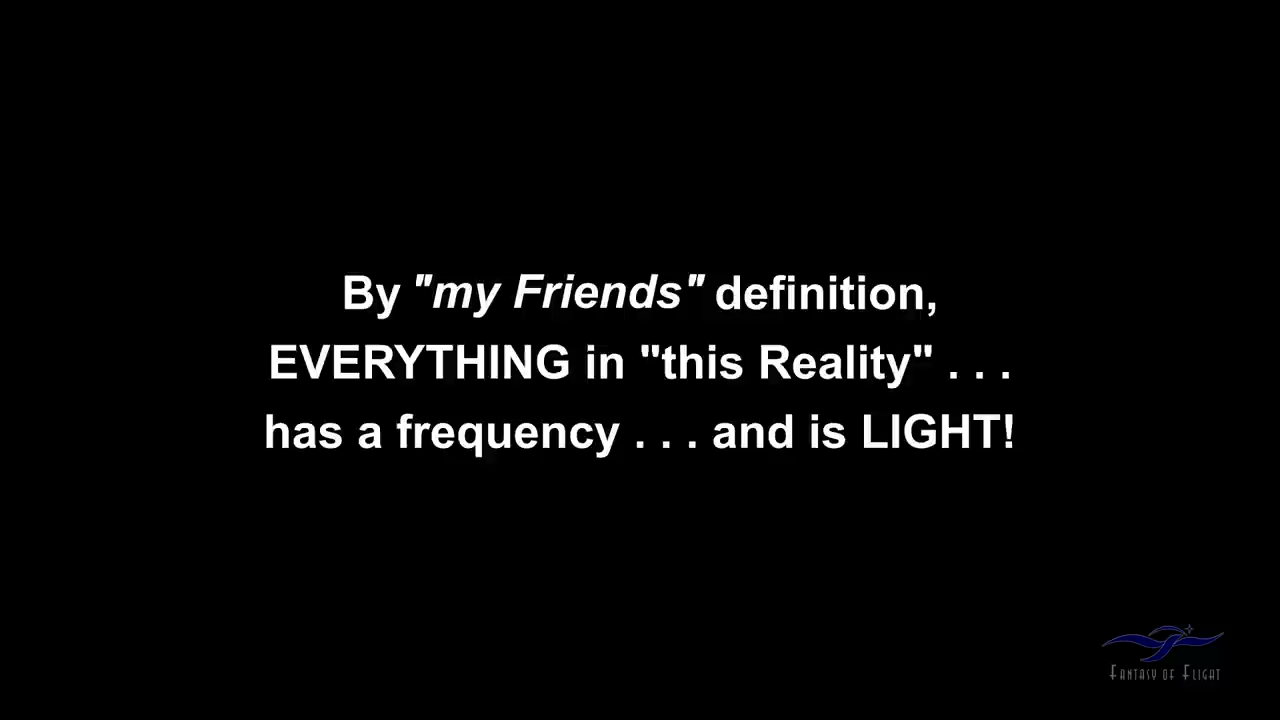 By "my Friends" definition,
EVERYTHING in "this Reality" . . .
has a frequency . . . and is LIGHT!
FANTASY OF FLIGHT